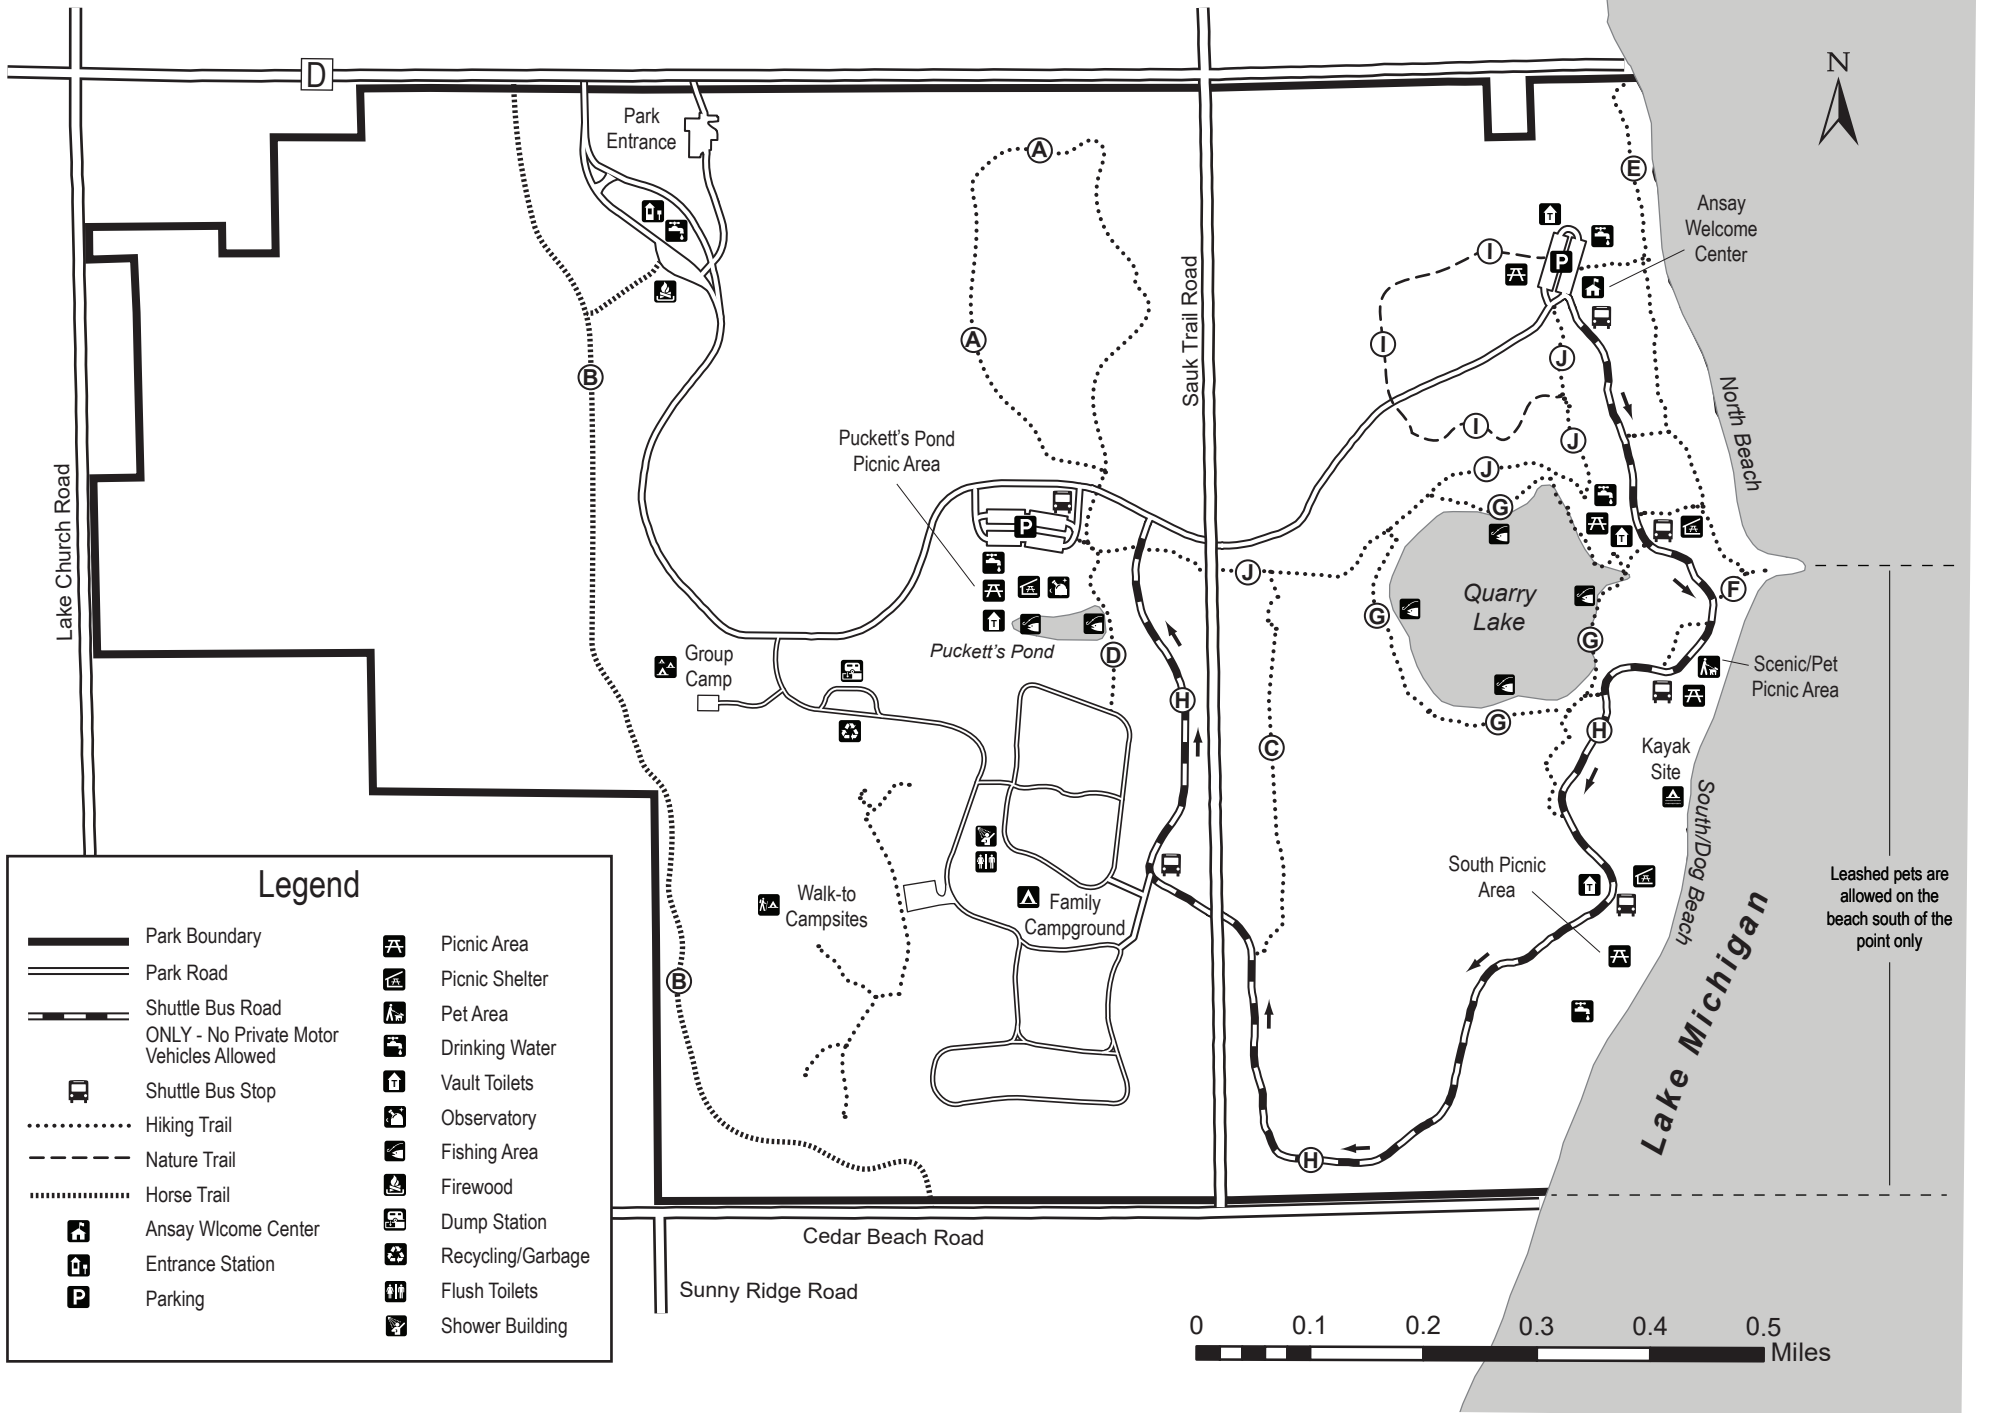 D
Park
Entrance
N
A
E
Ansay
Welcome
Center
I
T
P
A
I
J
B
Sauk Trail Road
North Beach
Puckett's Pond
Picnic Area
I
J
J
G
Lake Church Road
P
T
J
Quarry
Lake
F
G
G
T
Puckett's Pond
D
Group
Camp
Scenic/Pet
Picnic Area
H
G
H
C
Kayak
Site
South/Dog Beach
South Picnic
Area
T
Leashed pets are
allowed on the
beach south of the
point only
Walk-to
Campsites
Family
Campground
B
Lake Michigan
H
Legend
Park Boundary
Park Road
Shuttle Bus Road
ONLY - No Private Motor
Vehicles Allowed
Shuttle Bus Stop
Hiking Trail
Nature Trail
Horse Trail
Ansay Wlcome Center
Entrance Station
P
Parking
Picnic Area
Picnic Shelter
Pet Area
Drinking Water
T
Vault Toilets
Observatory
Fishing Area
Firewood
Dump Station
Recycling/Garbage
Flush Toilets
Shower Building
Cedar Beach Road
Sunny Ridge Road
0 0.1 0.2 0.3 0.4 0.5
Miles